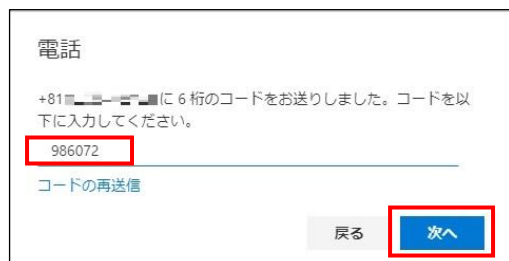 電話
+81に 6 桁のコードをお送りしました。コードを以
下に入力してください。
986072
コードの再送信
戻る
次へ